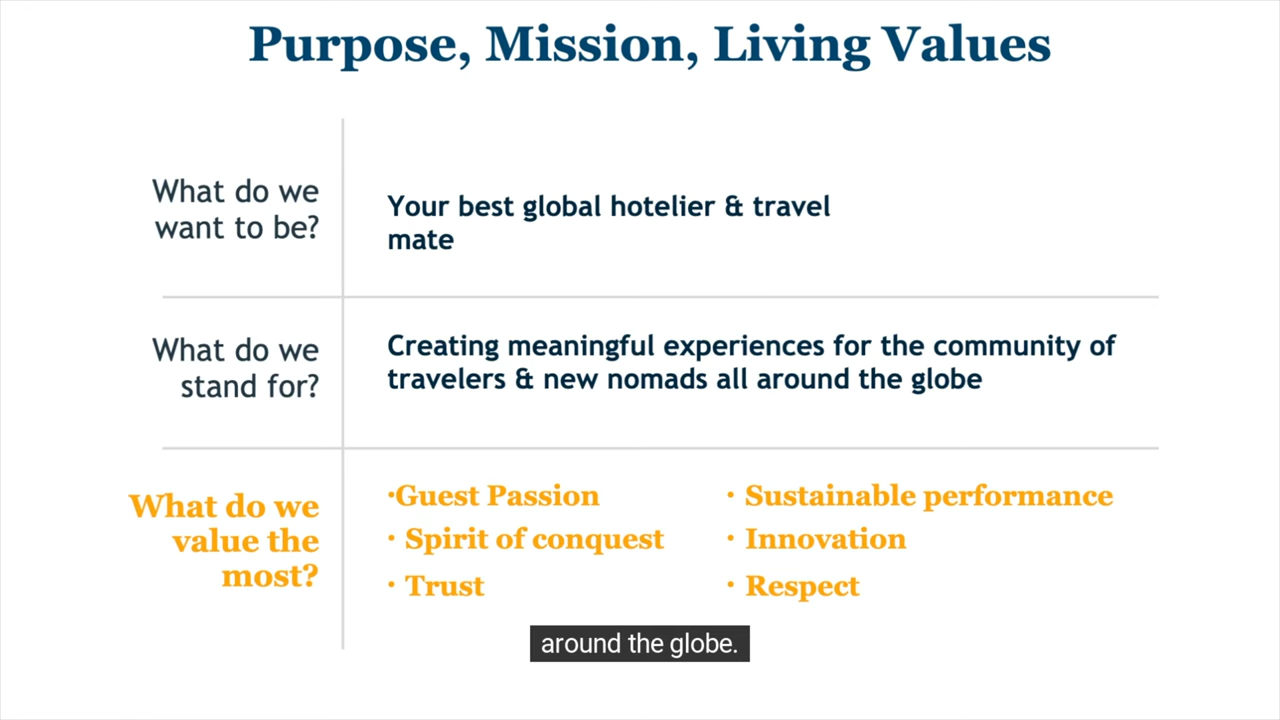 Purpose, Mission, Living Values
What do we
want to be?
Your best global hotelier & travel
mate
What do we
stand for?
Creating meaningful experiences for the community of
travelers & new nomads all around the globe
What do we
value the
most?
•Guest Passion
• Spirit of conquest
• Trust
• Sustainable performance
• Innovation
• Respect
around the globe.